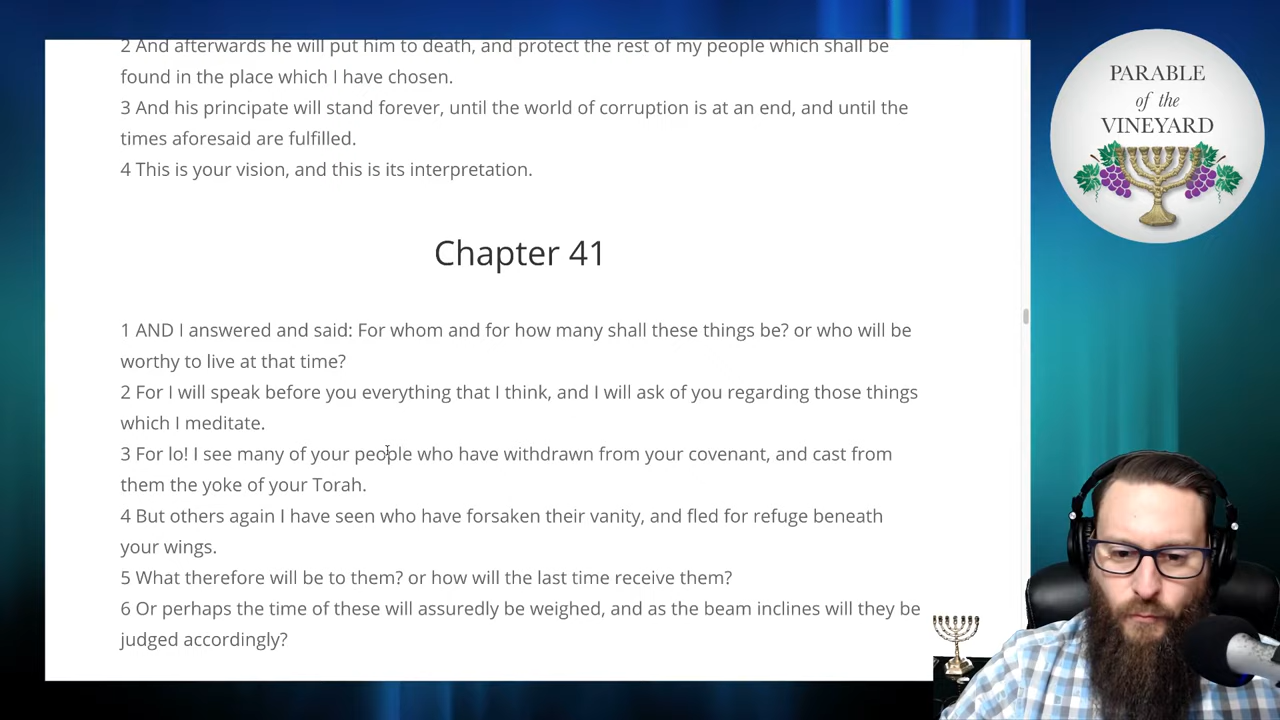 2 And afterwards he will put him to death, and protect the rest of my people which shall be
found in the place which I have chosen.
3 And his principate will stand forever, until the world of corruption is at an end, and until the
times aforesaid are fulfilled.
4 This is your vision, and this is its interpretation.
Chapter 41
1 AND I answered and said: For whom and for how many shall these things be? or who will be
worthy to live at that time?
2 For I will speak before you everything that I think, and I will ask of you regarding those things
which I meditate.
3 For lo! I see many of your people who have withdrawn from your covenant, and cast from
them the yoke of your Torah.
4 But others again I have seen who have forsaken their vanity, and fled for refuge beneath
your wings.
5 What therefore will be to them? or how will the last time receive them?
6 Or perhaps the time of these will assuredly be weighed, and as the beam inclines will they be
judged accordingly?
PARABLE
of the
VINEYARD